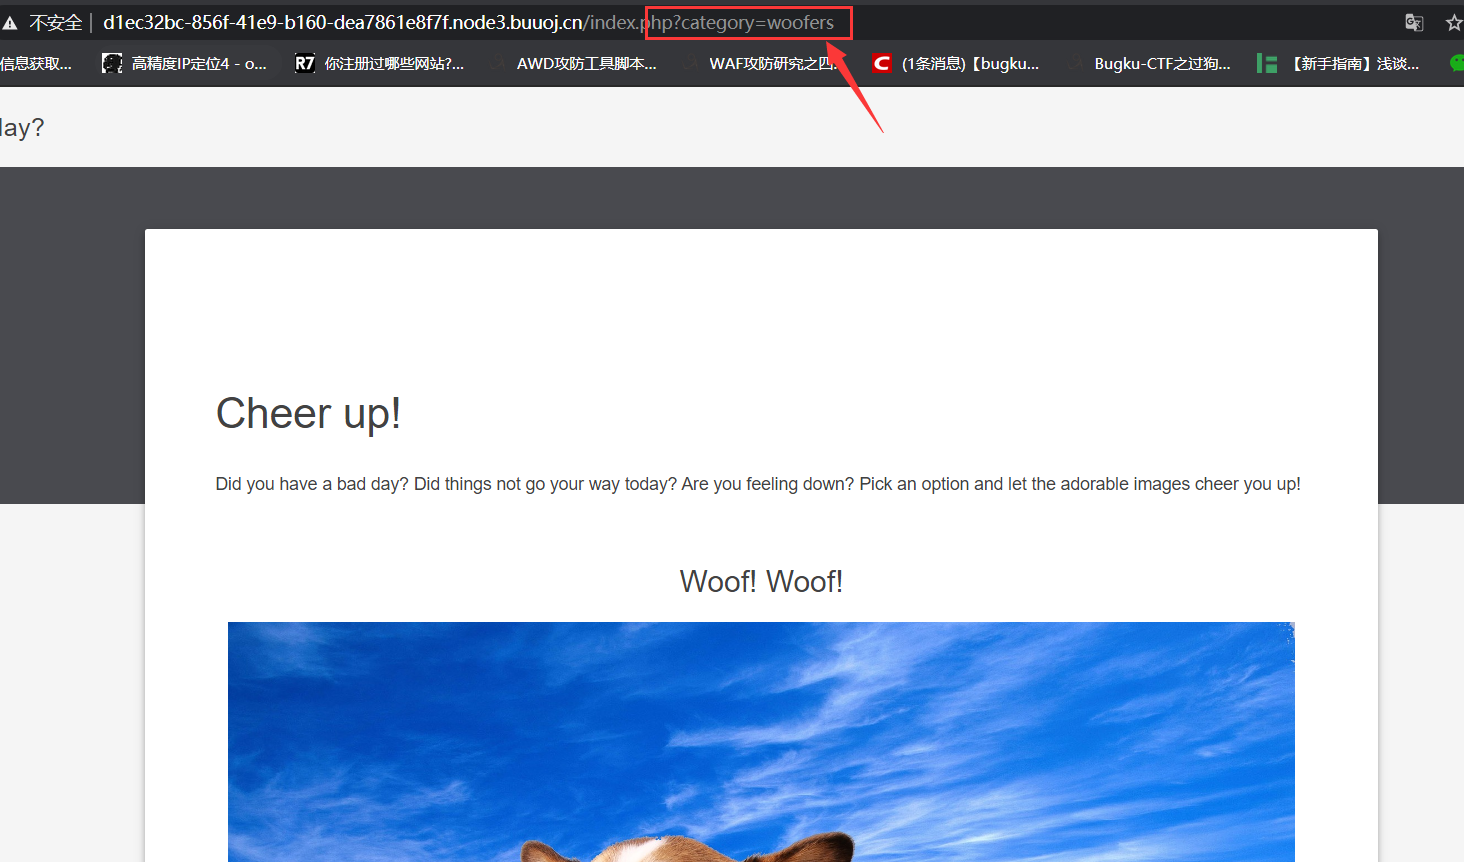 不安全 d1ec32bc-856f-41e9-b160-dea7861e8f7f.node3.buuoj.cn/index.php?category=woofers
信息获取... 高精度IP定位4 - o... R7 你注册过哪些网站?... AWD攻防工具脚本... WAF攻防研究之四. C (1条消息)【bugku... Bugku-CTF之过狗... 【新手指南】浅谈...
lay?
Cheer up!
Did you have a bad day? Did things not go your way today? Are you feeling down? Pick an option and let the adorable images cheer you up!
Woof! Woof!